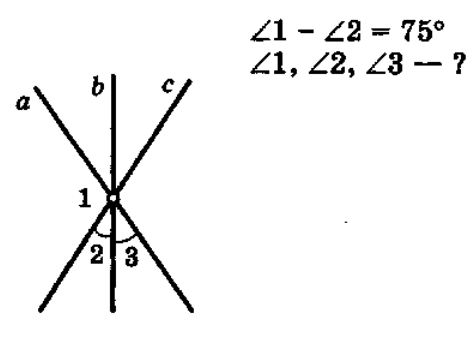 ∠1 – ∠2 = 75°
∠1, ∠2, ∠3 — ?
a b c
1
2 3